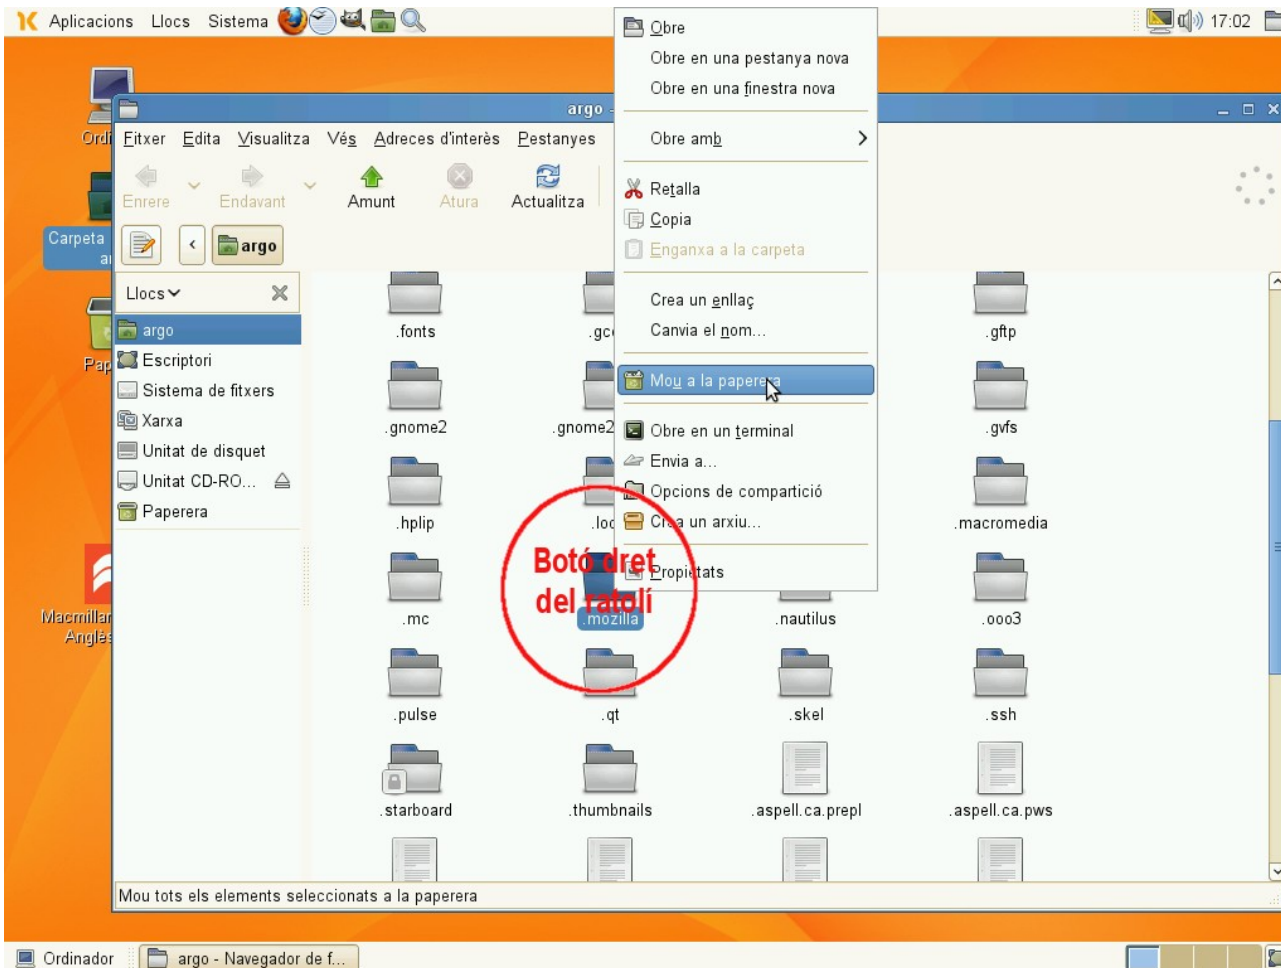 Aplicacions Llocs Sistema
17:02
Ordi
Carpeta
Pap
Macmillar
Anglès
argo -
Fitxer Edita Visualitza Vés Adreces d'interès Pestanyes
Enrere Endavant Amunt Atura Actualitza
argo
Llocs
argo
Escriptori
Sistema de fitxers
Xarxa
Unitat de disquet
Unitat CD-RO...
Paperera
Obre
Obre en una pestanya nova
Obre en una finestra nova
Obre amb
Retalla
Copia
Enganxa a la carpeta
Crea un enllaç
Canvia el nom...
Mou a la paperera
Obre en un terminal
Envia a...
Opcions de compartició
Crea un arxiu...
Propietats
.fonts .gco .gftp
.gnome2 .gnome2 .gvfs
.hplip .loc .macromedia
Botó dret
del ratolí
.mc .mozilla .nautilus .ooo3
.pulse .qt .skel .ssh
.starboard .thumbnails .aspell.ca.prepl .aspell.ca.pws
Mou tots els elements seleccionats a la paperera
Ordinador argo - Navegador de f...